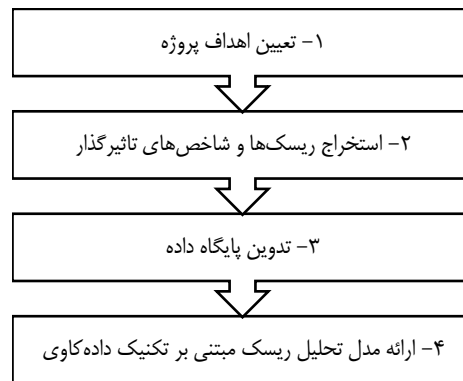 ۱- تعیین اهداف پروژه
۲- استخراج ریسک‌ها و شاخص‌های تاثیرگذار
۳- تدوین پایگاه داده
۴- ارائه مدل تحلیل ریسک مبتنی بر تکنیک داده‌کاوی